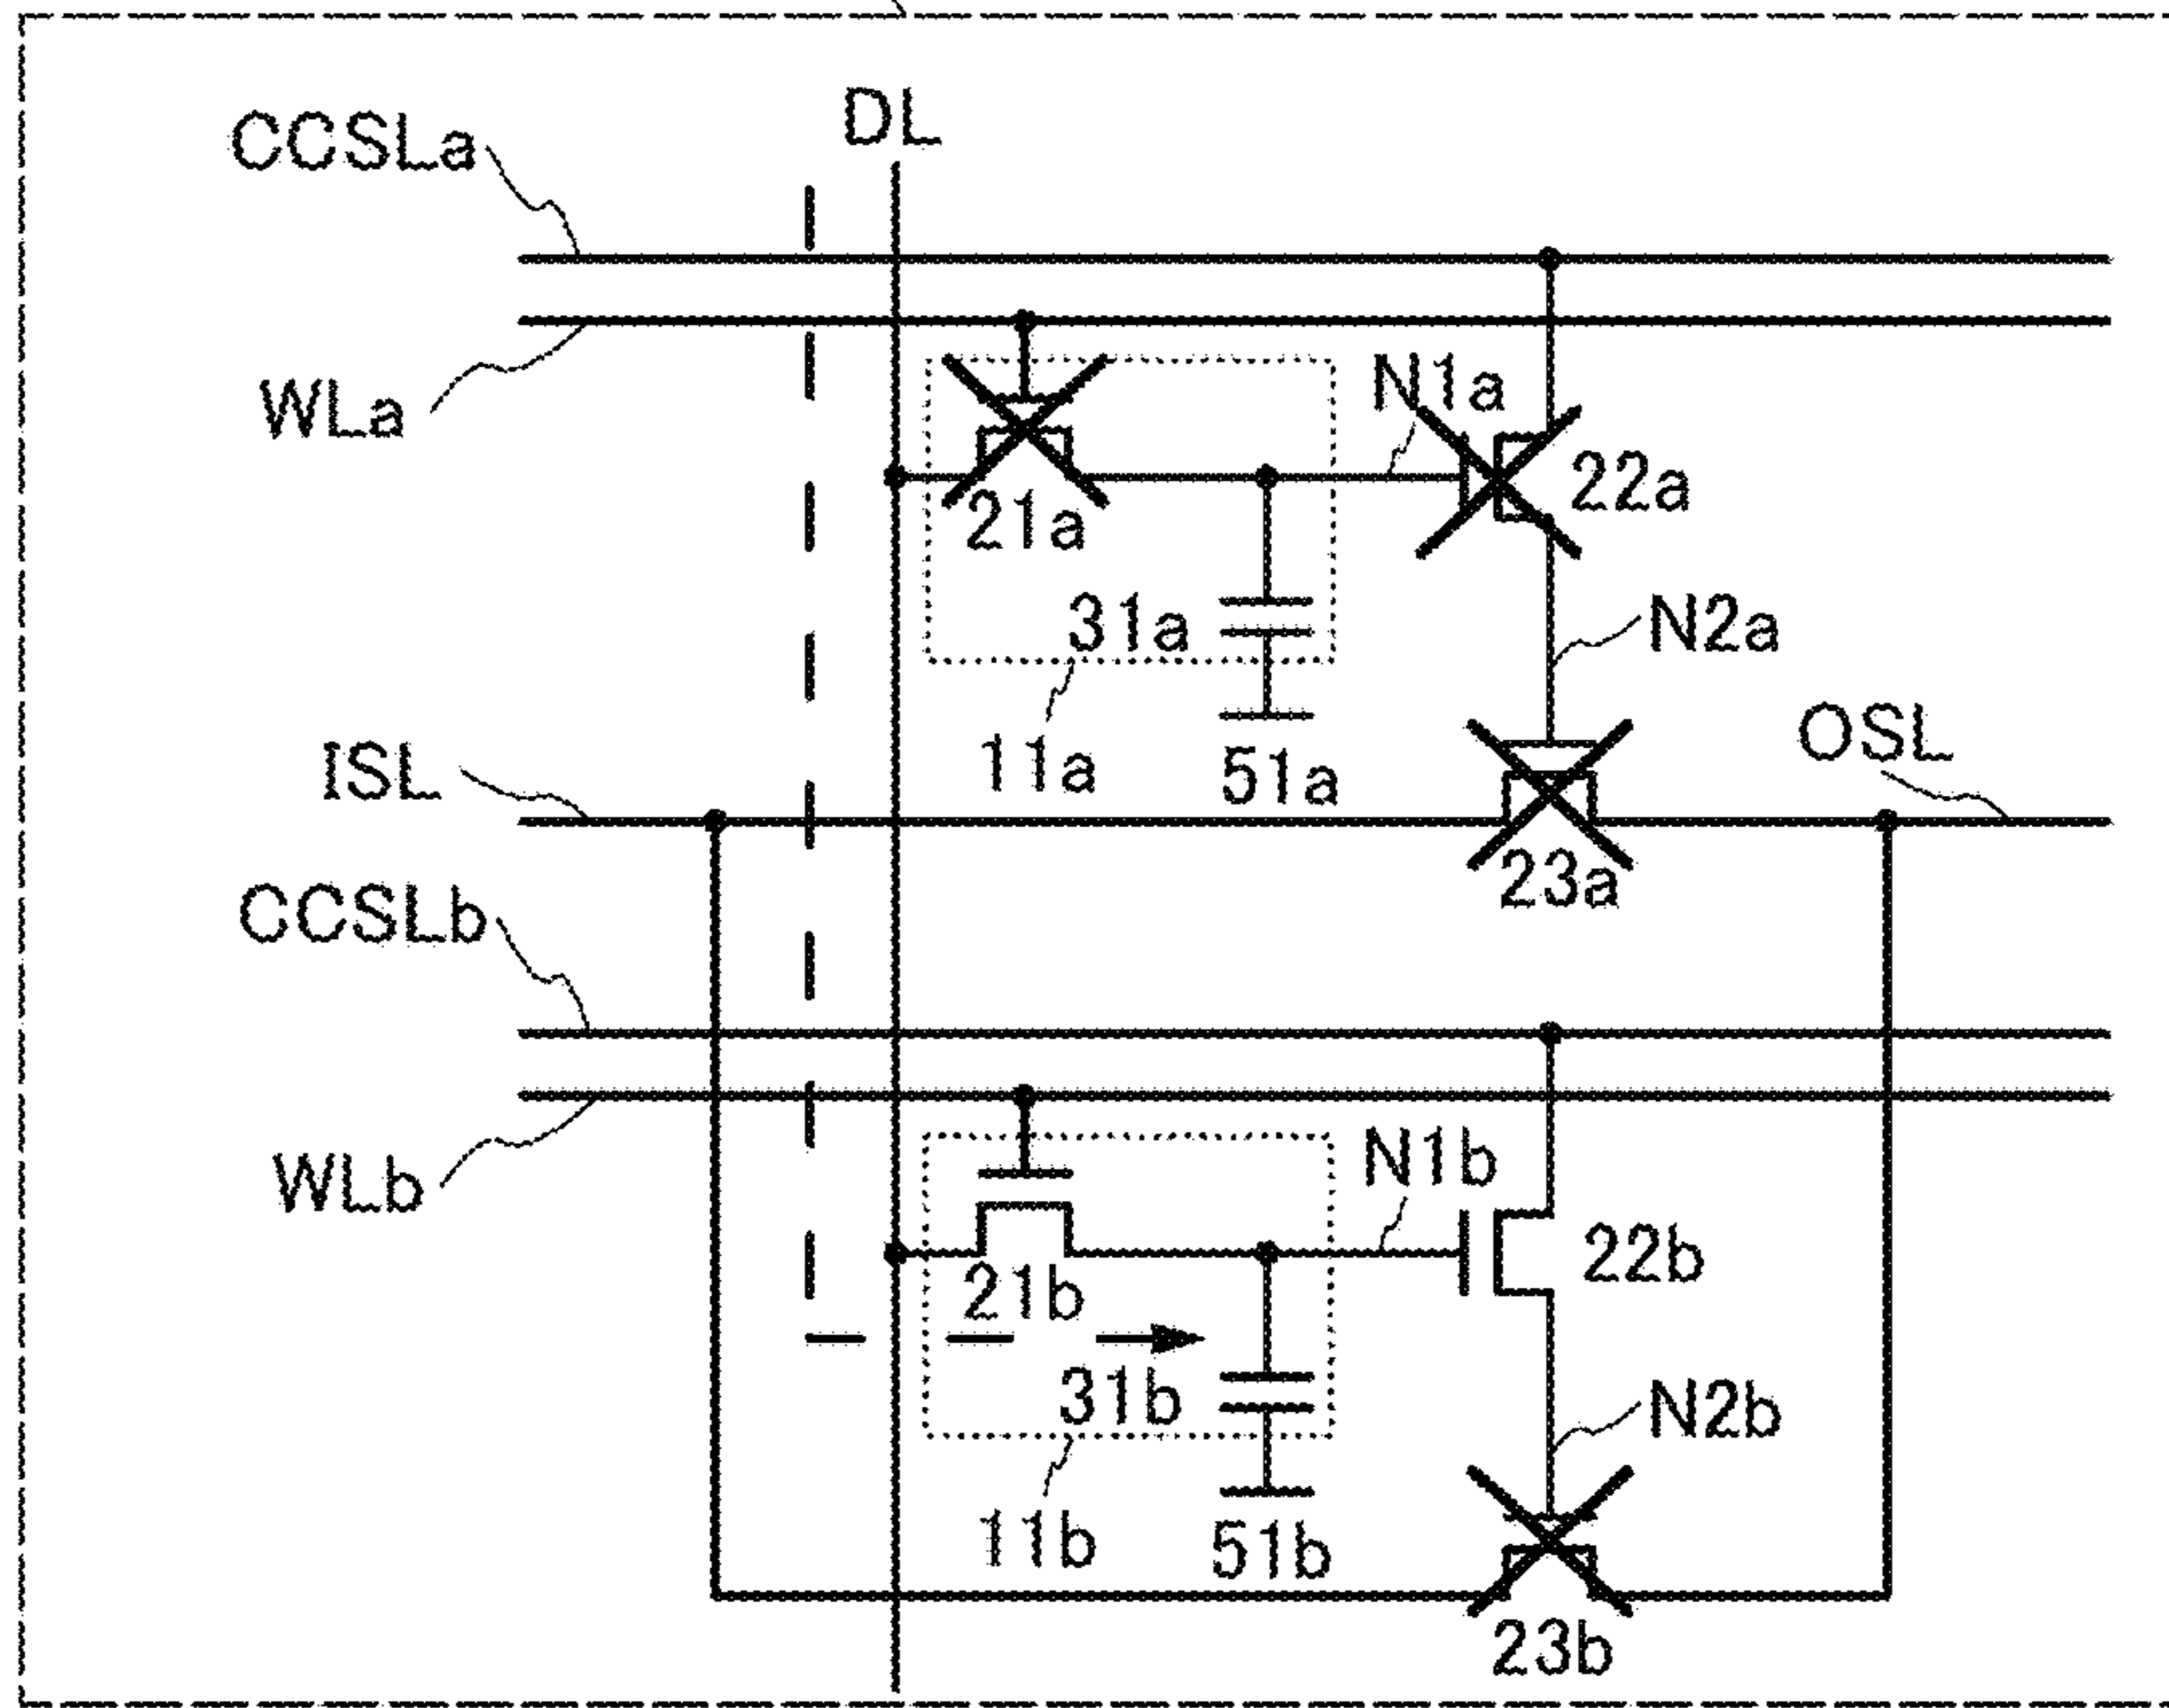 DL
CCSLa
WLa
N1a
22a
21a
31a
N2a
11a
51a
ISL
OSL
23a
CCSLb
WLb
N1b
22b
21b
31b
N2b
11b
51b
23b